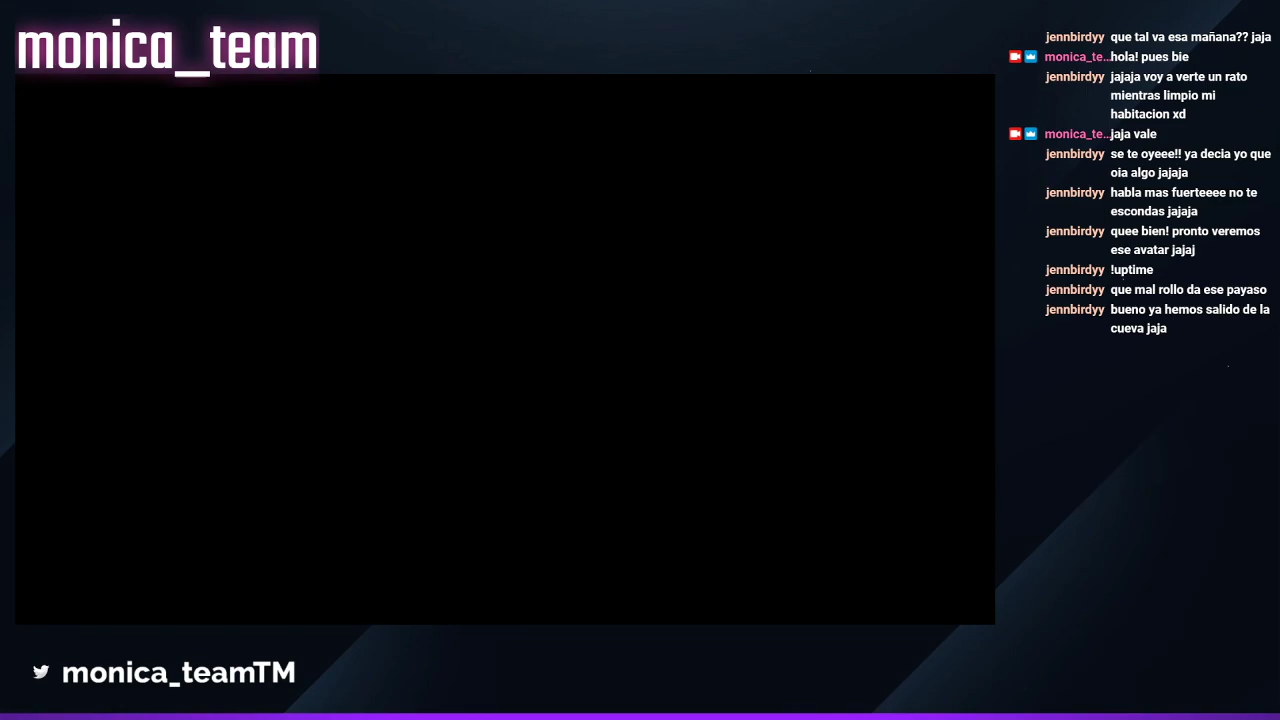 monica_team
jennbirdyy que tal va esa mañana?? jaja
monica_te...hola! pues bie
jennbirdyy jajaja voy a verte un rato
mientras limpio mi
habitacion xd
monica_te...jaja vale
jennbirdyy se te oyeee!! ya decia yo que
oia algo jajaja
jennbirdyy habla mas fuerteeee no te
escondas jajaja
jennbirdyy quee bien! pronto veremos
ese avatar jajaj
jennbirdyy !uptime
jennbirdyy que mal rollo da ese payaso
jennbirdyy bueno ya hemos salido de la
cueva jaja
monica_teamTM